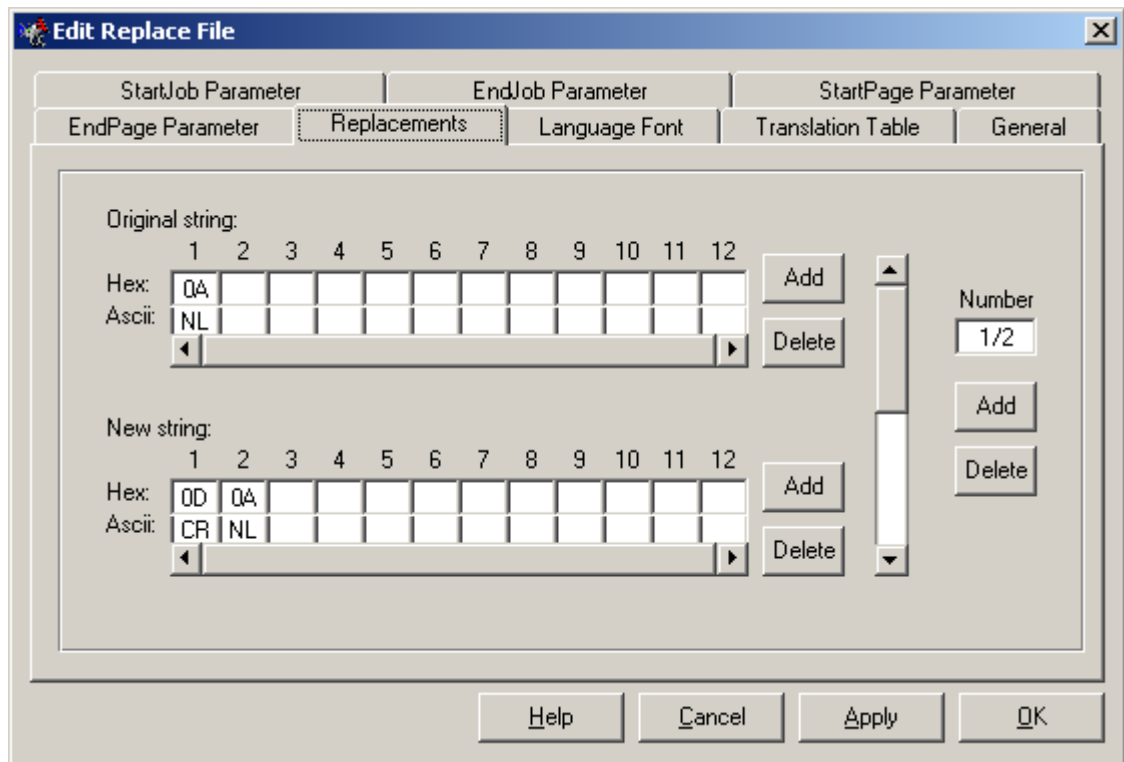 Edit Replace File
StartJob Parameter EndJob Parameter StartPage Parameter
EndPage Parameter Replacements Language Font Translation Table General
Original string:
1 2 3 4 5 6 7 8 9 10 11 12
Hex: 0A
Ascii: NL
Add
Delete
Number
1/2
Add
Delete
New string:
1 2 3 4 5 6 7 8 9 10 11 12
Hex: 0D 0A
Ascii: CR NL
Add
Delete
Help Cancel Apply OK